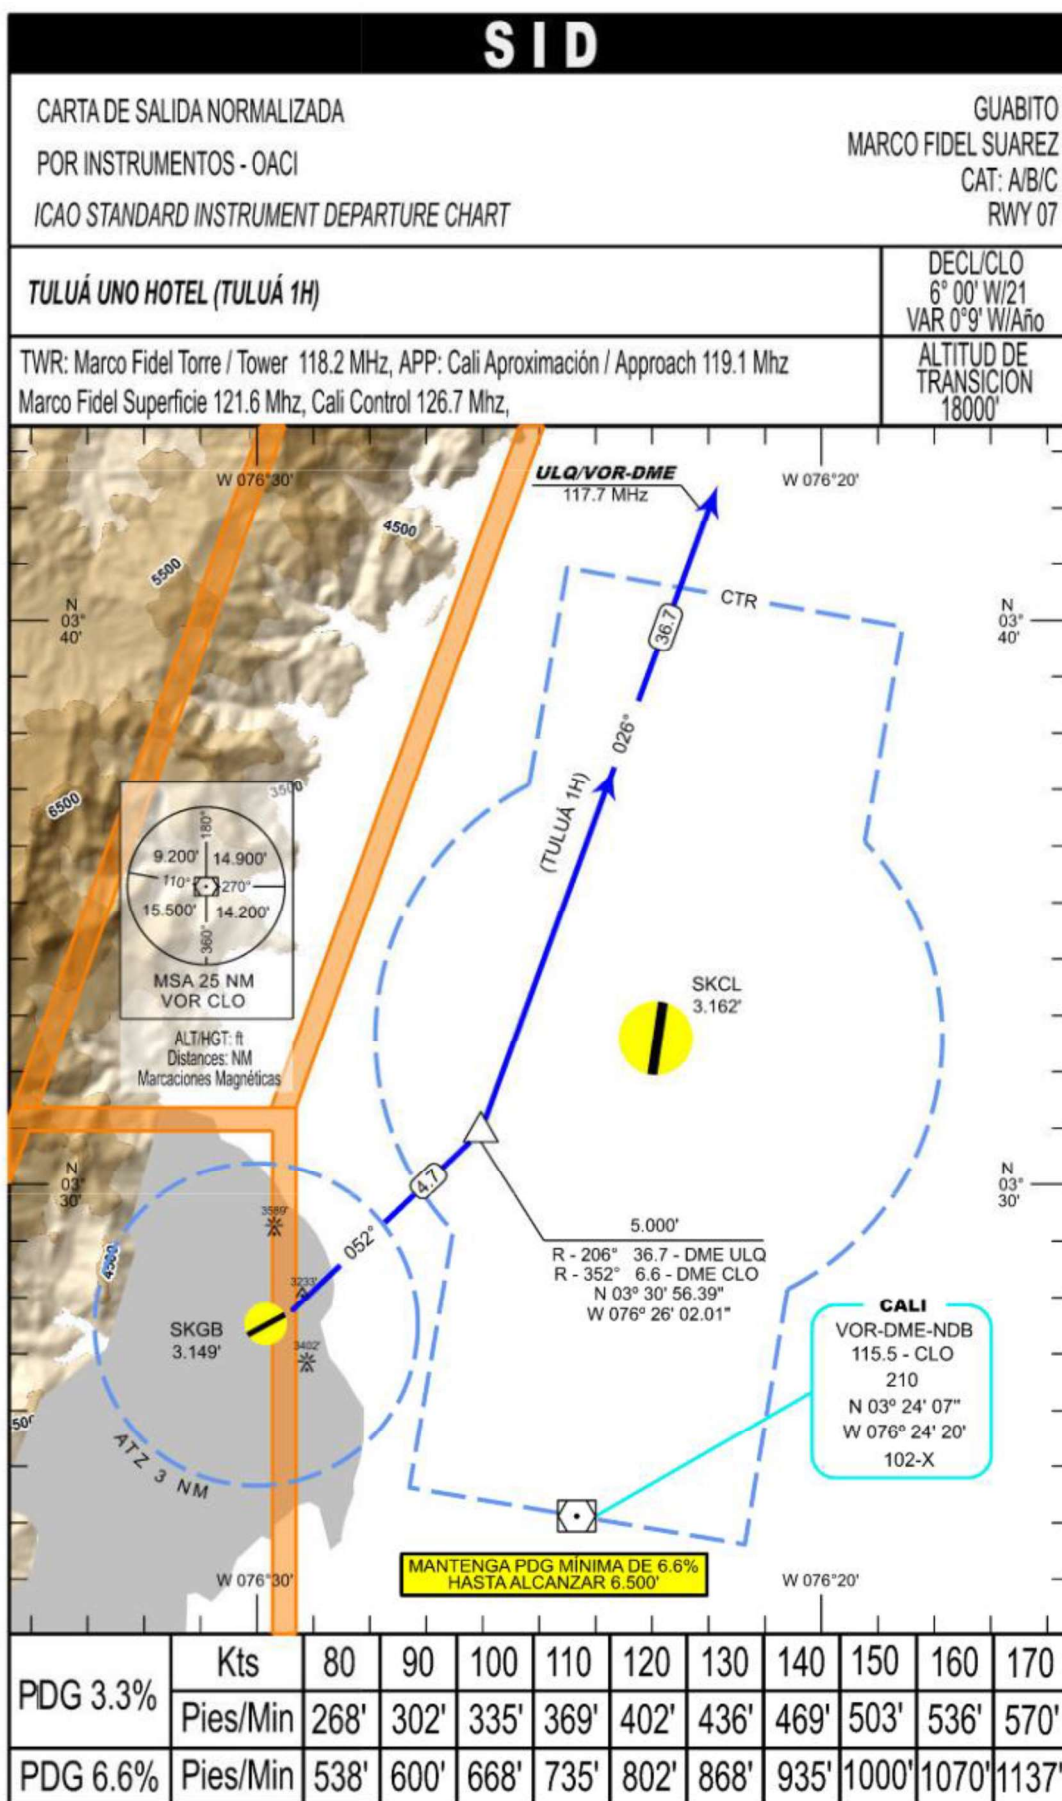 SID
CARTA DE SALIDA NORMALIZADA
POR INSTRUMENTOS - OACI
ICAO STANDARD INSTRUMENT DEPARTURE CHART
GUABITO
MARCO FIDEL SUAREZ
CAT: A/B/C
RWY 07
TULUÁ UNO HOTEL (TULUÁ 1H)
DECL/CLO
6° 00' W/21
VAR 0°9' W/Año
TWR: Marco Fidel Torre / Tower 118.2 MHz, APP: Cali Aproximación / Approach 119.1 Mhz
Marco Fidel Superficie 121.6 Mhz, Cali Control 126.7 Mhz,
ALTITUD DE
TRANSICION
18000'
W 076°30'
ULQ/VOR-DME
117.7 MHz
W 076°20'
4500
5500
CTR
N
03°
40'
36.7
N
03°
40'
026°
(TULUÁ 1H)
3500
6500
180°
9.200' 14.900'
110° 270°
15.500' 14.200'
360°
MSA 25 NM
VOR CLO
SKCL
3.162'
ALT/HGT: ft
Distances: NM
Marcaciones Magnéticas
N
03°
30'
4.7
N
03°
30'
3589'
052°
4500
5.000'
R - 206° 36.7 - DME ULQ
R - 352° 6.6 - DME CLO
N 03° 30' 56.39"
W 076° 26' 02.01"
3233'
SKGB
3.149'
3402'
CALI
VOR-DME-NDB
115.5 - CLO
210
N 03° 24' 07"
W 076° 24' 20'
102-X
ATZ 3 NM
W 076°30'
MANTENGA PDG MÍNIMA DE 6.6%
HASTA ALCANZAR 6.500'
W 076°20'
PDG 3.3% Kts 80 90 100 110 120 130 140 150 160 170
Pies/Min 268' 302' 335' 369' 402' 436' 469' 503' 536' 570'
PDG 6.6% Pies/Min 538' 600' 668' 735' 802' 868' 935' 1000' 1070' 1137'